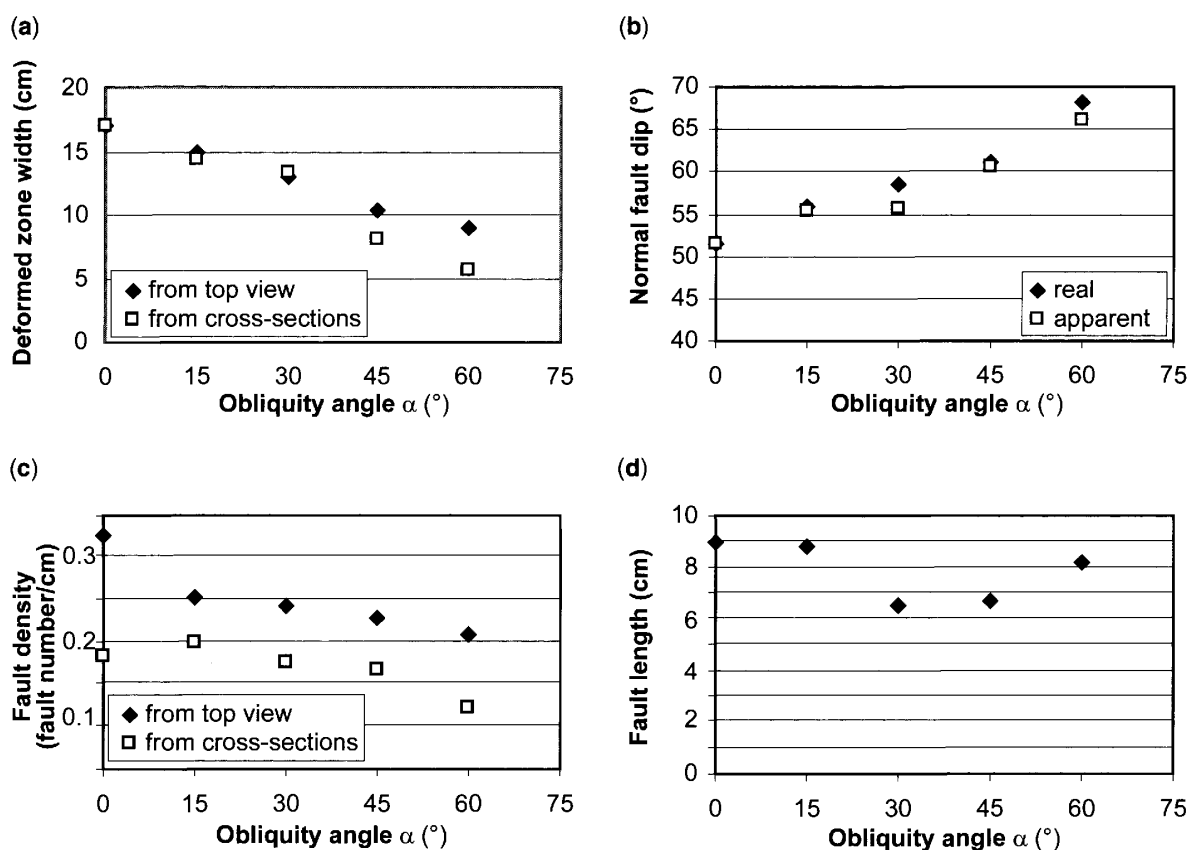 (a)
Deformed zone width (cm)
20
15
10
5
0
◆ from top view
□ from cross-sections
0 15 30 45 60 75
Obliquity angle α (°)
(b)
Normal fault dip (°)
70
65
60
55
50
45
40
◆ real
□ apparent
0 15 30 45 60 75
Obliquity angle α (°)
(c)
Fault density
(fault number/cm)
0.3
0.2
0.1
◆ from top view
□ from cross-sections
0 15 30 45 60 75
Obliquity angle α (°)
(d)
Fault length (cm)
10
8
6
4
2
0
0 15 30 45 60 75
Obliquity angle α (°)